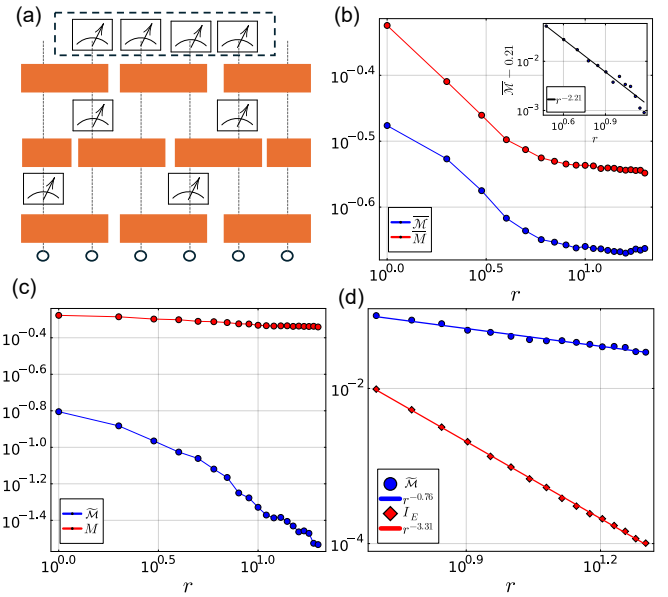 (a)
(b)
10^{-0.4}
10^{-0.5}
10^{-0.6}
10^{0.0}
10^{0.5}
10^{1.0}
r
\overline{\mathcal{M}}
\overline{M}
\overline{\mathcal{M}} - 0.21
10^{-2}
10^{-3}
10^{0.6}
10^{0.9}
r
r^{-2.21}
(c)
10^{-0.4}
10^{-0.6}
10^{-0.8}
10^{-1.0}
10^{-1.2}
10^{-1.4}
10^{0.0}
10^{0.5}
10^{1.0}
r
\widetilde{\mathcal{M}}
M
(d)
10^{-2}
10^{-4}
10^{0.9}
10^{1.2}
r
\widetilde{\mathcal{M}}
r^{-0.76}
I_E
r^{-3.31}